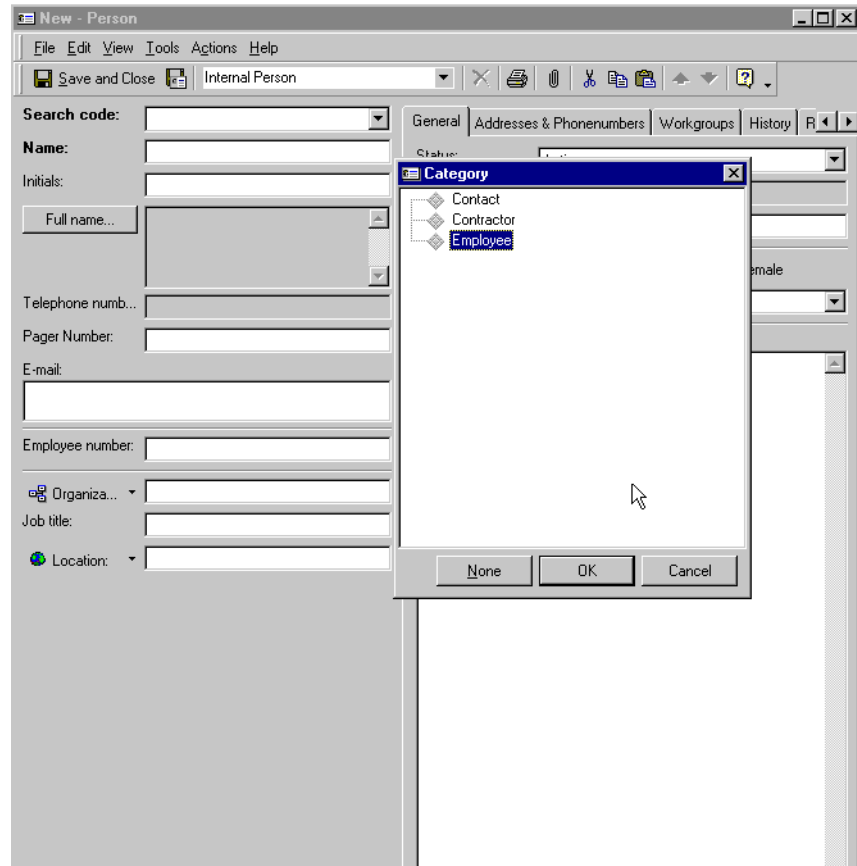 New - Person
File Edit View Tools Actions Help
Save and Close Internal Person
Search code:
Name:
Initials:
Full name...
Telephone numb...
Pager Number:
E-mail:
Employee number:
Organiza...
Job title:
Location:
General Addresses & Phonenumbers Workgroups History R
Status:
Category
Contact
Contractor
Employee
emale
None OK Cancel